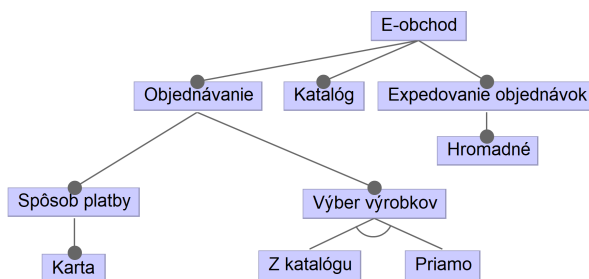 E-obchod
Objednávanie
Katalóg
Expedovanie objednávok
Hromadné
Spôsob platby
Výber výrobkov
Karta
Z katalógu
Priamo